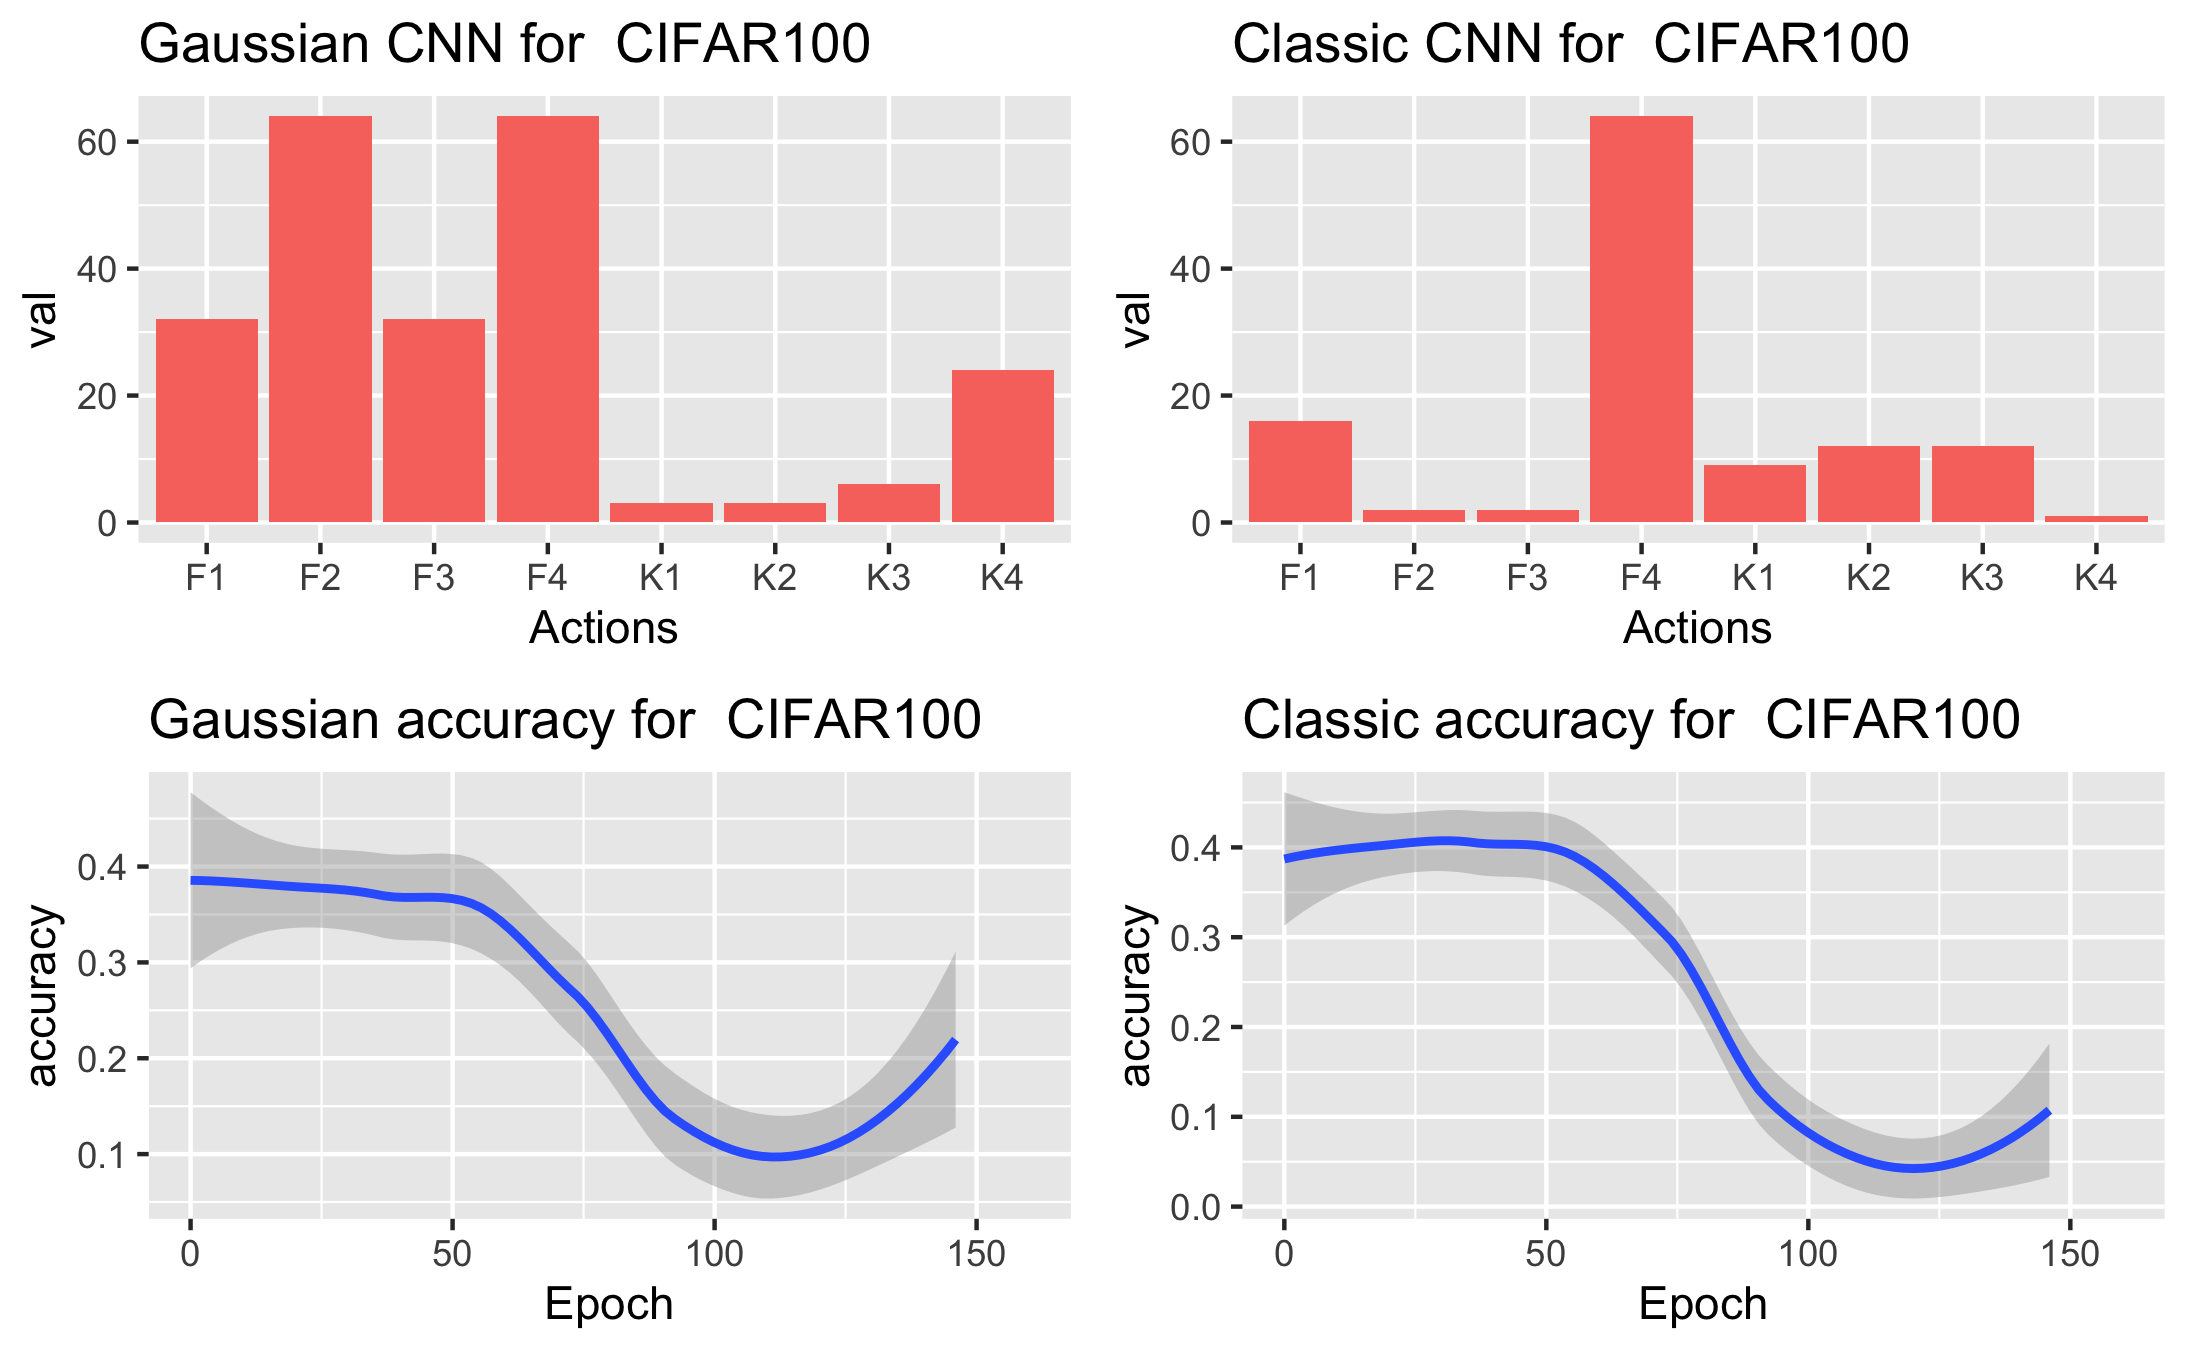 Gaussian CNN for  CIFAR100
60
40
20
0
val
F1 F2 F3 F4 K1 K2 K3 K4
Actions
Classic CNN for  CIFAR100
60
40
20
0
val
F1 F2 F3 F4 K1 K2 K3 K4
Actions
Gaussian accuracy for  CIFAR100
0.4
0.3
0.2
0.1
accuracy
0 50 100 150
Epoch
Classic accuracy for  CIFAR100
0.4
0.3
0.2
0.1
0.0
accuracy
0 50 100 150
Epoch